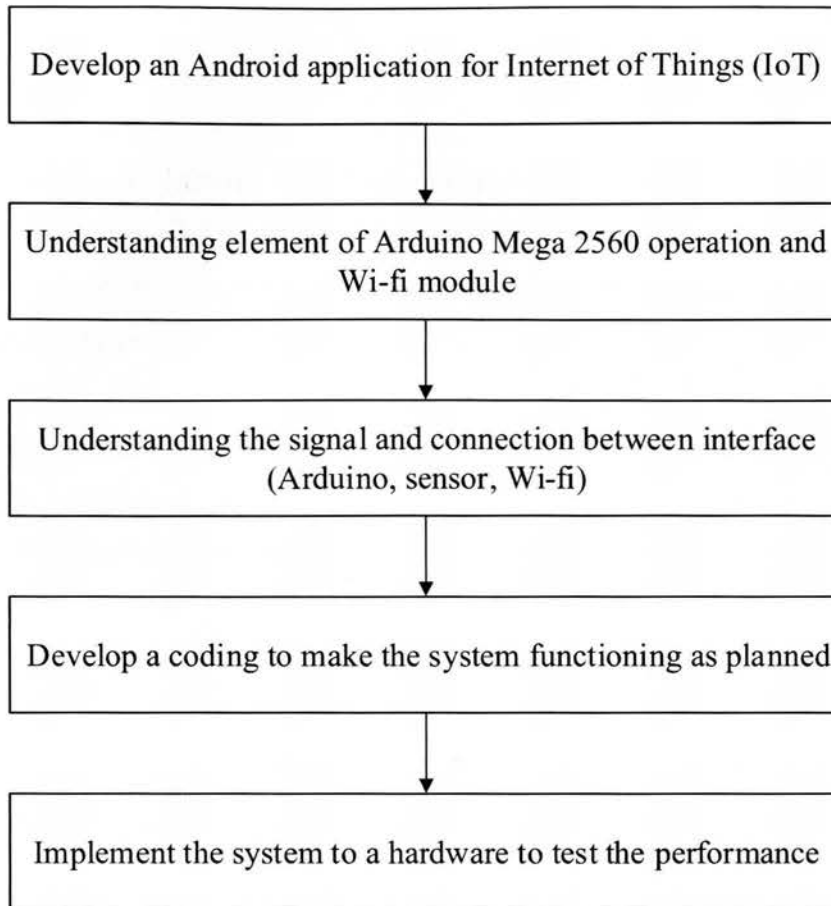 Develop an Android application for Internet of Things (IoT)
Understanding element of Arduino Mega 2560 operation and
Wi-fi module
Understanding the signal and connection between interface
(Arduino, sensor, Wi-fi)
Develop a coding to make the system functioning as planned
Implement the system to a hardware to test the performance